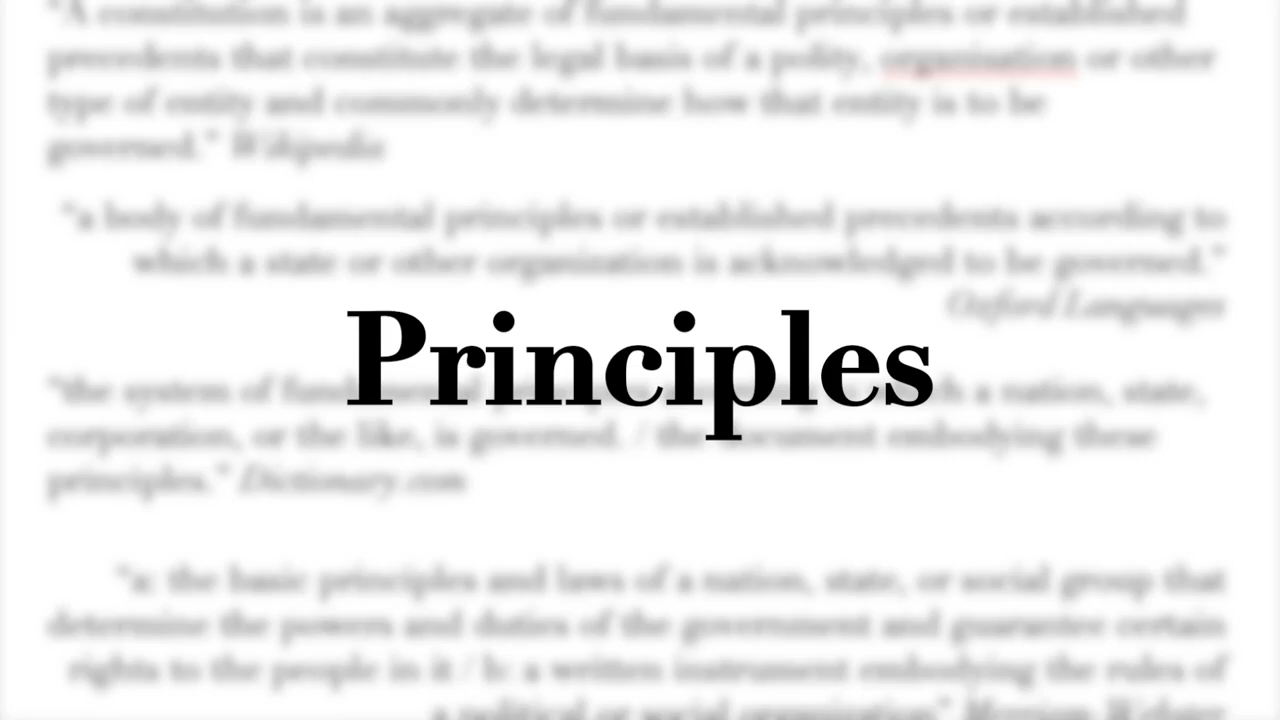 "A constitution is an aggregate of fundamental principles or established
precedents that constitute the legal basis of a polity, organisation or other
type of entity and commonly determine how that entity is to be
governed." Wikipedia
"a body of fundamental principles or established precedents according to
which a state or other organization is acknowledged to be governed."
Oxford Languages
Principles
"the system of fundamental a nation, state,
corporation, or the like, is governed. / the document embodying these
principles." Dictionary.com
"a: the basic principles and laws of a nation, state, or social group that
determine the powers and duties of the government and guarantee certain
rights to the people in it / b: a written instrument embodying the rules of
a political or social organization"